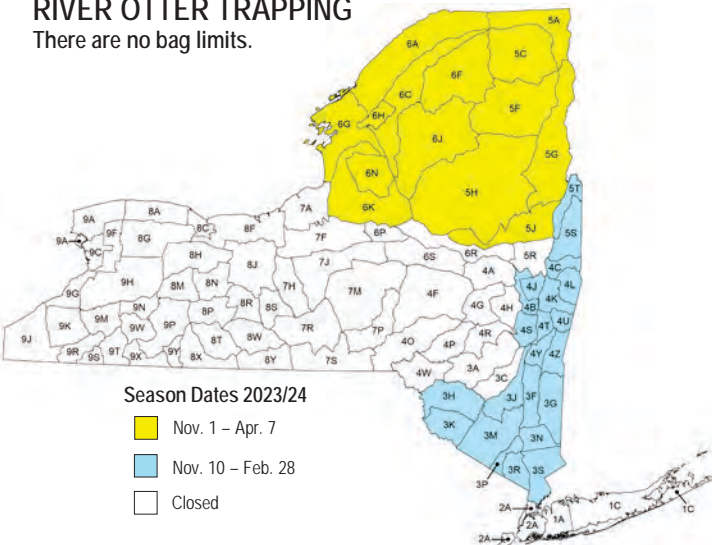 RIVER OTTER TRAPPING
There are no bag limits.
5A
6A
5C
6F
6C
5F
6H
6G
6J
5G
6N
5H
5T
6K
7A
9A
8A
5J
5S
8C
8F
6P
9F
7F
9A
8G
9C
6R
5R
8H
6S
7J
8J
4A
4C
9G
9H
8M
8N
7H
7M
4F
4J
4L
4K
8R
8S
4G
4H
4B
9N
8P
9M
9K
9W
9P
7R
7P
4R
4S
4T
4U
9J
8T
8W
4O
4P
9R
9S
9T
9X
9Y
8X
8Y
7S
4Y
4Z
4W
3A
3C
3H
3J
3F
3G
3K
3M
3N
3P
3R
3S
2A
1C
1C
2A
1A
2A
Season Dates 2023/24
Nov. 1 – Apr. 7
Nov. 10 – Feb. 28
Closed